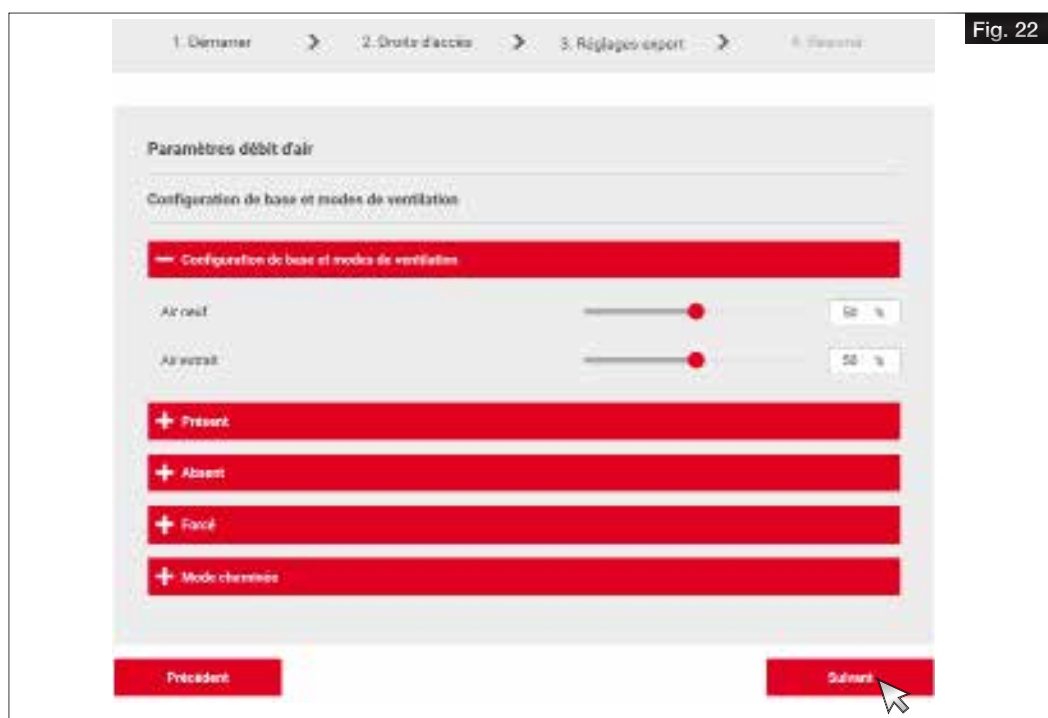 Fig. 22
1. Démarrer > 2. Droits d'accès > 3. Réglages expert > 4. Résumé
Paramètres débit d'air
Configuration de base et modes de ventilation
Configuration de base et modes de ventilation
Air neuf 50 %
Air extrait 50 %
Présent
Absent
Forcé
Mode cheminée
Précédent Suivant